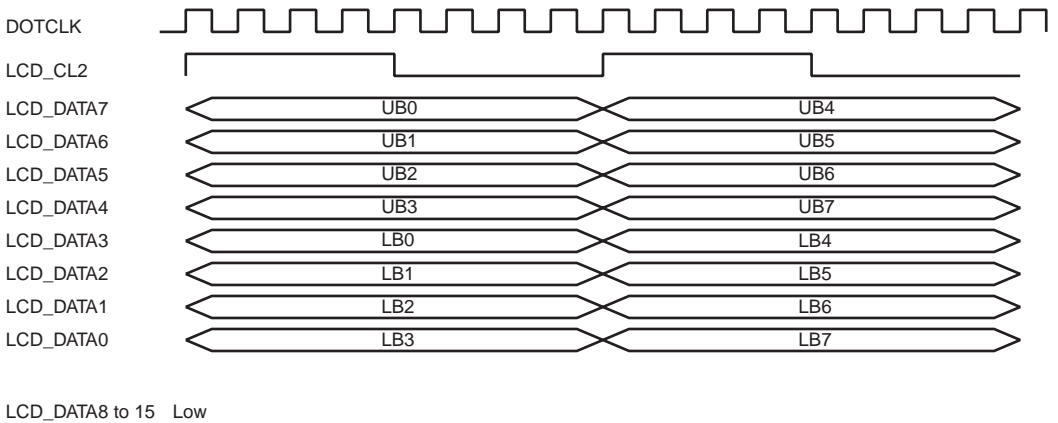 DOTCLK
LCD_CL2
LCD_DATA7 UB0 UB4
LCD_DATA6 UB1 UB5
LCD_DATA5 UB2 UB6
LCD_DATA4 UB3 UB7
LCD_DATA3 LB0 LB4
LCD_DATA2 LB1 LB5
LCD_DATA1 LB2 LB6
LCD_DATA0 LB3 LB7
LCD_DATA8 to 15 Low